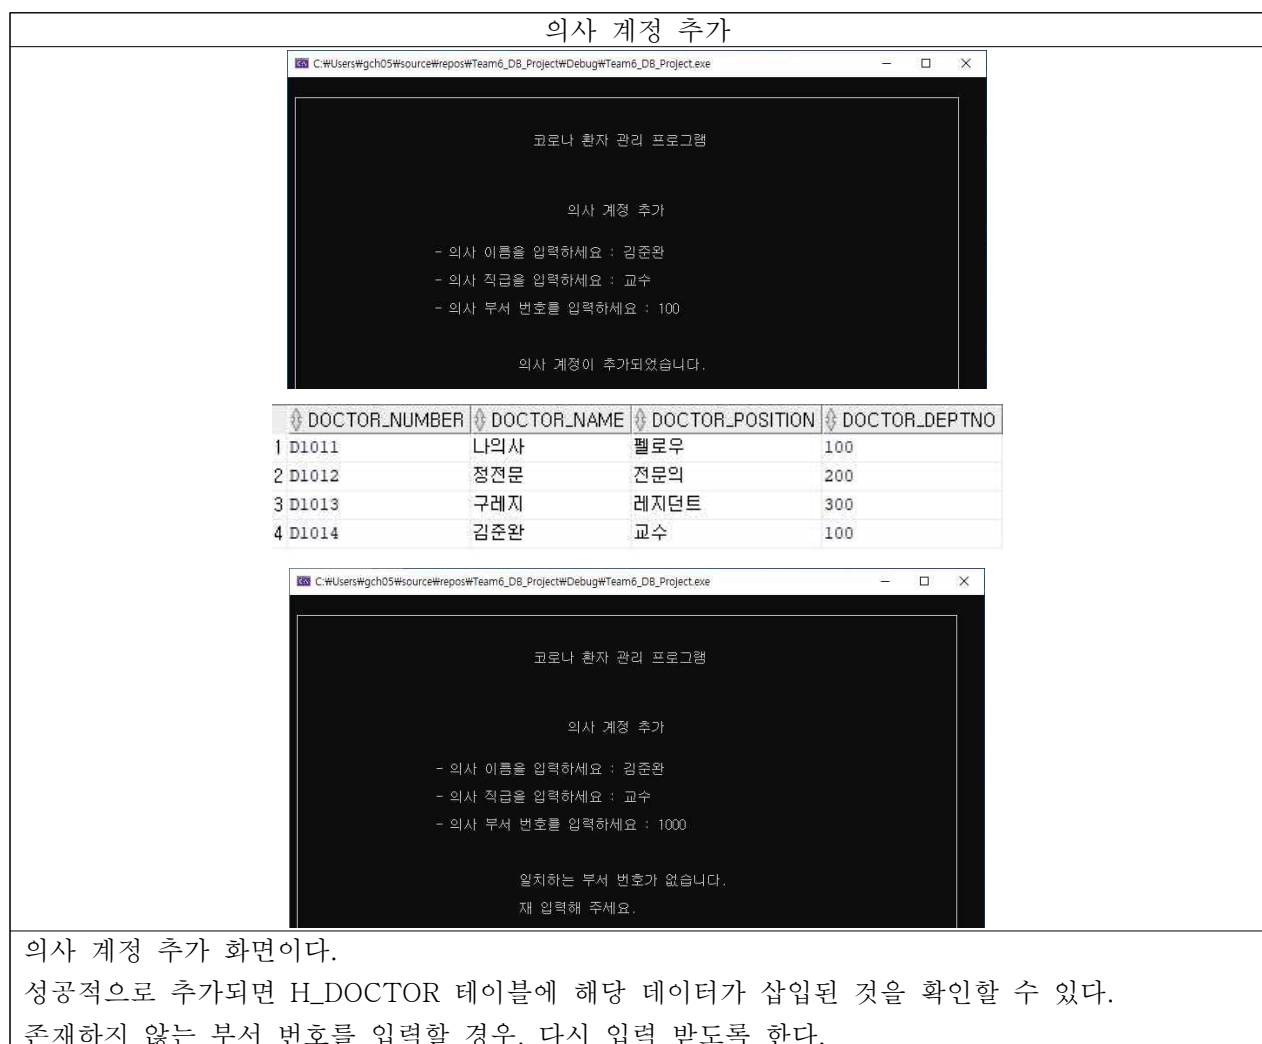 의사 계정 추가
C:₩Users₩gch05₩source₩repos₩Team6_DB_Project₩Debug₩Team6_DB_Project.exe
코로나 환자 관리 프로그램
의사 계정 추가
- 의사 이름을 입력하세요 : 김준완
- 의사 직급을 입력하세요 : 교수
- 의사 부서 번호를 입력하세요 : 100
의사 계정이 추가되었습니다.
DOCTOR_NUMBER DOCTOR_NAME DOCTOR_POSITION DOCTOR_DEPTNO
1 D1011 나의사 펠로우 100
2 D1012 정전문 전문의 200
3 D1013 구레지 레지던트 300
4 D1014 김준완 교수 100
C:₩Users₩gch05₩source₩repos₩Team6_DB_Project₩Debug₩Team6_DB_Project.exe
코로나 환자 관리 프로그램
의사 계정 추가
- 의사 이름을 입력하세요 : 김준완
- 의사 직급을 입력하세요 : 교수
- 의사 부서 번호를 입력하세요 : 1000
일치하는 부서 번호가 없습니다.
재 입력해 주세요.
의사 계정 추가 화면이다.
성공적으로 추가되면 H_DOCTOR 테이블에 해당 데이터가 삽입된 것을 확인할 수 있다.
존재하지 않는 부서 번호를 입력할 경우, 다시 입력 받도록 한다.